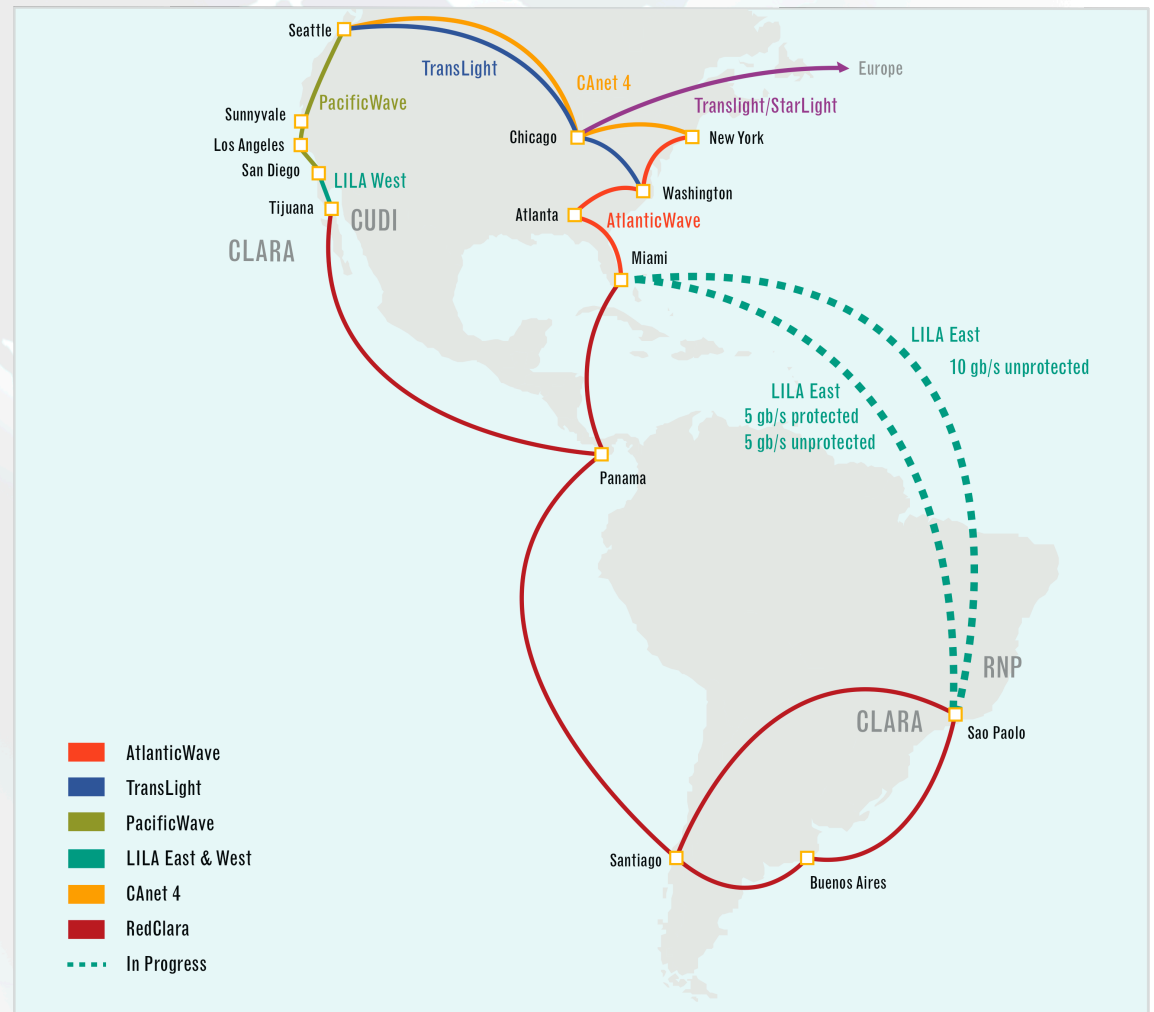 Seattle
TransLight
CAnet 4
Europe
PacificWave
Translight/StarLight
Sunnyvale
Chicago
New York
Los Angeles
San Diego
LILA West
Washington
Tijuana
CUDI
Atlanta
AtlanticWave
CLARA
Miami
LILA East
10 gb/s unprotected
LILA East
5 gb/s protected
5 gb/s unprotected
Panama
RNP
CLARA
Sao Paolo
Santiago
Buenos Aires
AtlanticWave
TransLight
PacificWave
LILA East & West
CAnet 4
RedClara
In Progress